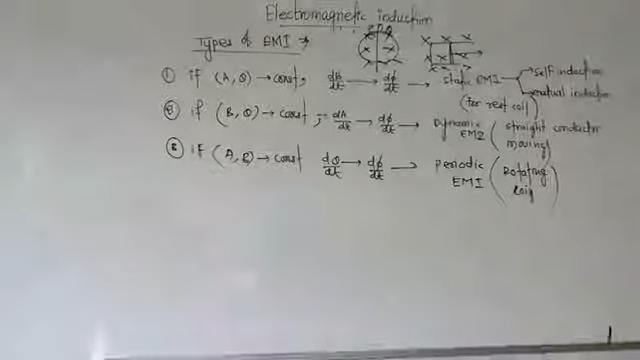 Electromagnetic induction
Types of EMI →
① if (A, θ) → const, dB/dt → dϕ/dt → static EMI → self induction
→ mutual induction
(for rest coil)
② if (B, θ) → const, dA/dt → dϕ/dt → Dynamic EMI (straight conductor moving)
③ if (A, B) → const dθ/dt → dϕ/dt → Periodic EMI (Rotating coil)